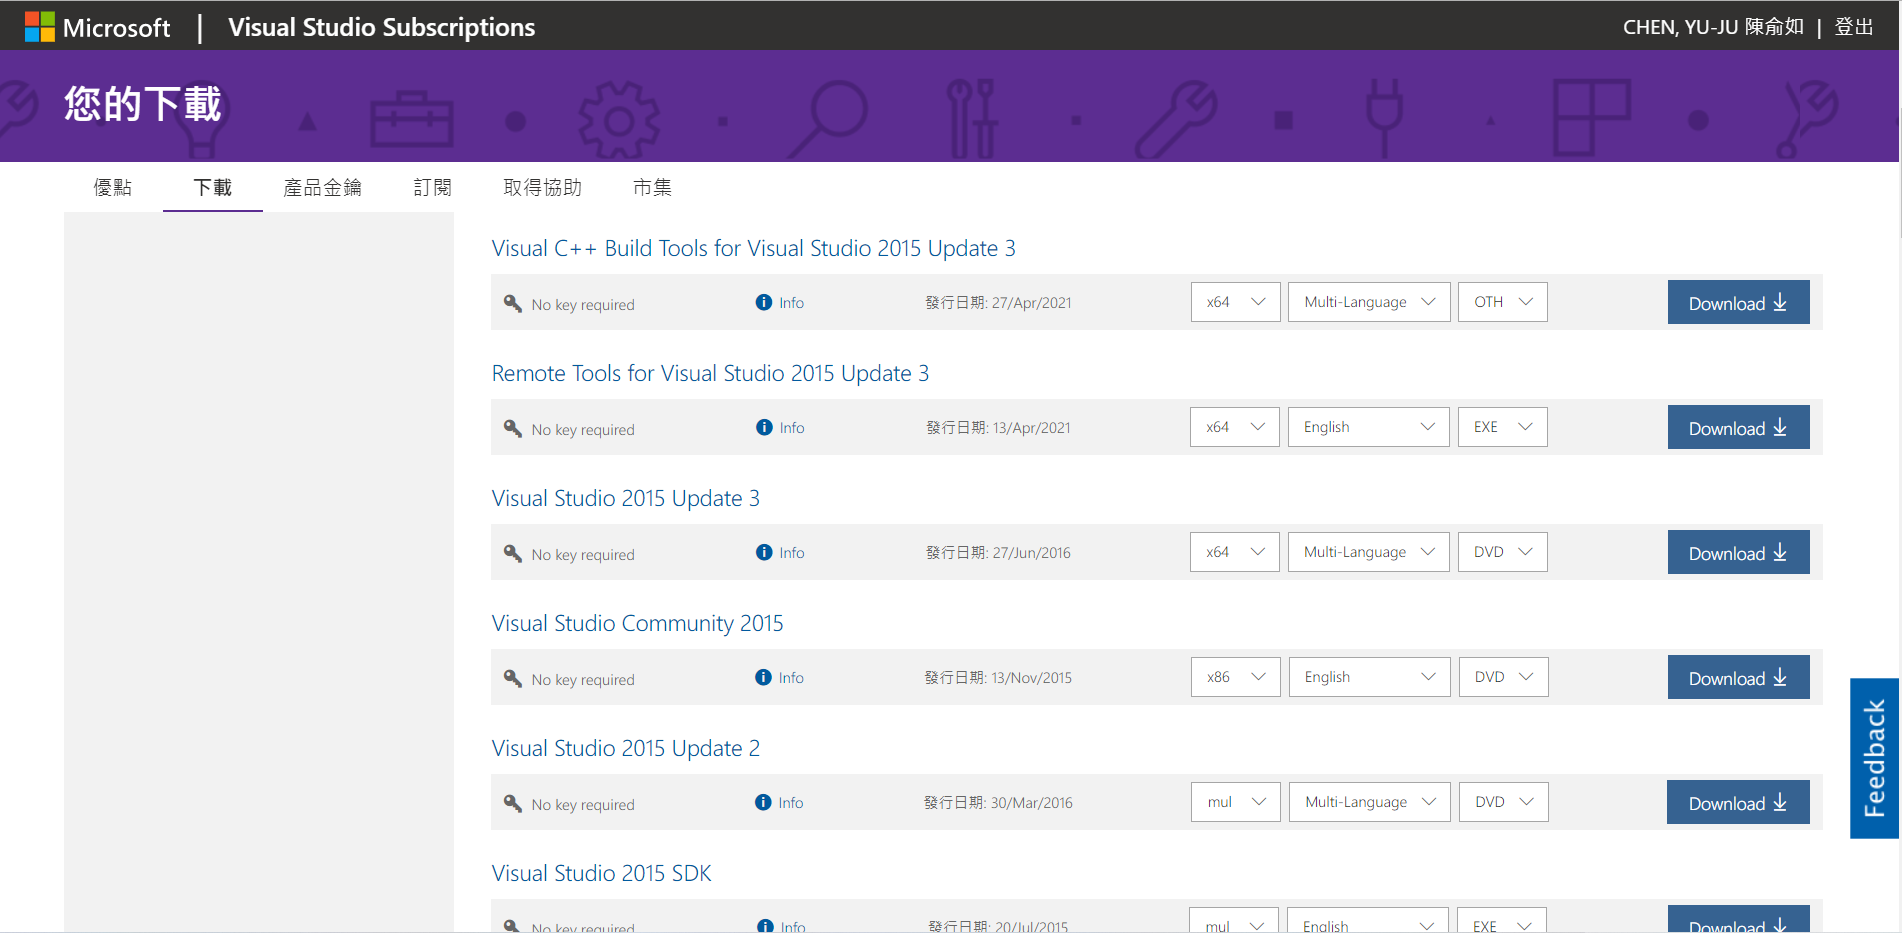 Microsoft | Visual Studio Subscriptions CHEN, YU-JU 陳俞如 | 登出
您的下載
優點 下載 產品金鑰 訂閱 取得協助 市集
Visual C++ Build Tools for Visual Studio 2015 Update 3
No key required Info 發行日期: 27/Apr/2021 x64 Multi-Language OTH Download
Remote Tools for Visual Studio 2015 Update 3
No key required Info 發行日期: 13/Apr/2021 x64 English EXE Download
Visual Studio 2015 Update 3
No key required Info 發行日期: 27/Jun/2016 x64 Multi-Language DVD Download
Visual Studio Community 2015
No key required Info 發行日期: 13/Nov/2015 x86 English DVD Download
Visual Studio 2015 Update 2
No key required Info 發行日期: 30/Mar/2016 mul Multi-Language DVD Download
Visual Studio 2015 SDK
No key required Info 發行日期: 20/Jul/2015 mul English EXE Download
Feedback